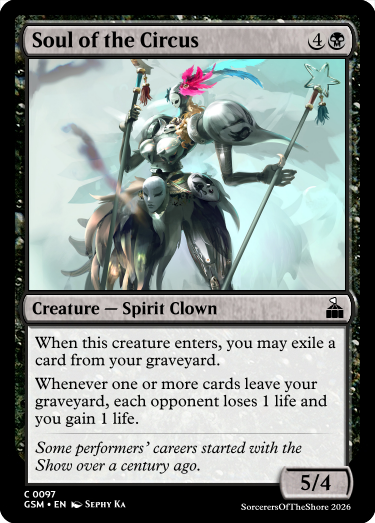 Soul of the Circus 4
Creature — Spirit Clown
When this creature enters, you may exile a
card from your graveyard.
Whenever one or more cards leave your
graveyard, each opponent loses 1 life and
you gain 1 life.
Some performers’ careers started with the
Show over a century ago.
5/4
C 0097
GSM • EN Sephy Ka
SorcerersOfTheShore 2026